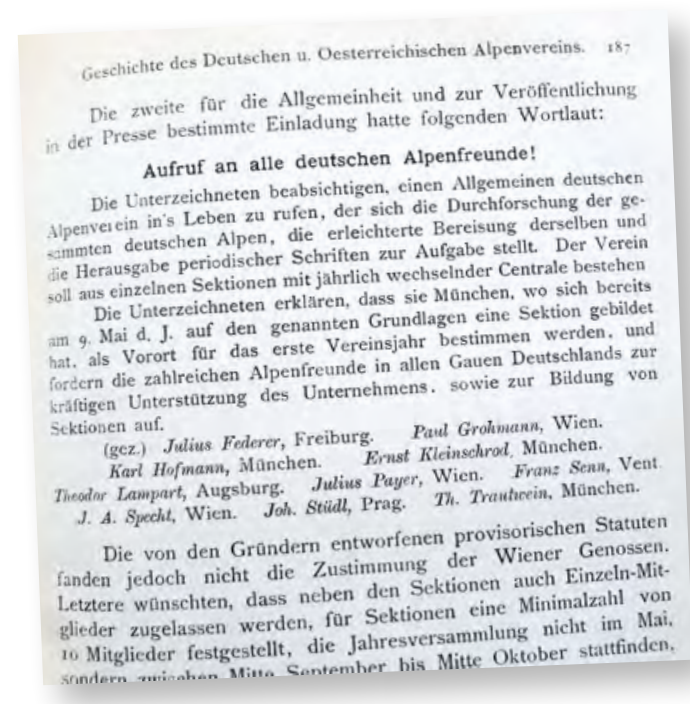 Geschichte des Deutschen u. Oesterreichischen Alpenvereins. 187
Die zweite für die Allgemeinheit und zur Veröffentlichung
in der Presse bestimmte Einladung hatte folgenden Wortlaut:
Aufruf an alle deutschen Alpenfreunde!
Die Unterzeichneten beabsichtigen, einen Allgemeinen deutschen
Alpenverein in's Leben zu rufen, der sich die Durchforschung der ge-
sammten deutschen Alpen, die erleichterte Bereisung derselben und
die Herausgabe periodischer Schriften zur Aufgabe stellt. Der Verein
soll aus einzelnen Sektionen mit jährlich wechselnder Centrale bestehen
Die Unterzeichneten erklären, dass sie München, wo sich bereits
am 9. Mai d. J. auf den genannten Grundlagen eine Sektion gebildet
hat, als Vorort für das erste Vereinsjahr bestimmen werden, und
fordern die zahlreichen Alpenfreunde in allen Gauen Deutschlands zur
kräftigen Unterstützung des Unternehmens, sowie zur Bildung von
Sektionen auf.
(gez.) Julius Federer, Freiburg. Paul Grohmann, Wien.
Karl Hofmann, München. Ernst Kleinschrod, München.
Theodor Lampart, Augsburg. Julius Payer, Wien. Franz Senn, Vent
J. A. Specht, Wien. Joh. Stüdl, Prag. Th. Trautwein, München.
Die von den Gründern entworfenen provisorischen Statuten
fanden jedoch nicht die Zustimmung der Wiener Genossen.
Letztere wünschten, dass neben den Sektionen auch Einzeln-Mit-
glieder zugelassen werden, für Sektionen eine Minimalzahl von
10 Mitglieder festgestellt, die Jahresversammlung nicht im Mai,
sondern zwischen Mitte September bis Mitte Oktober stattfinden,